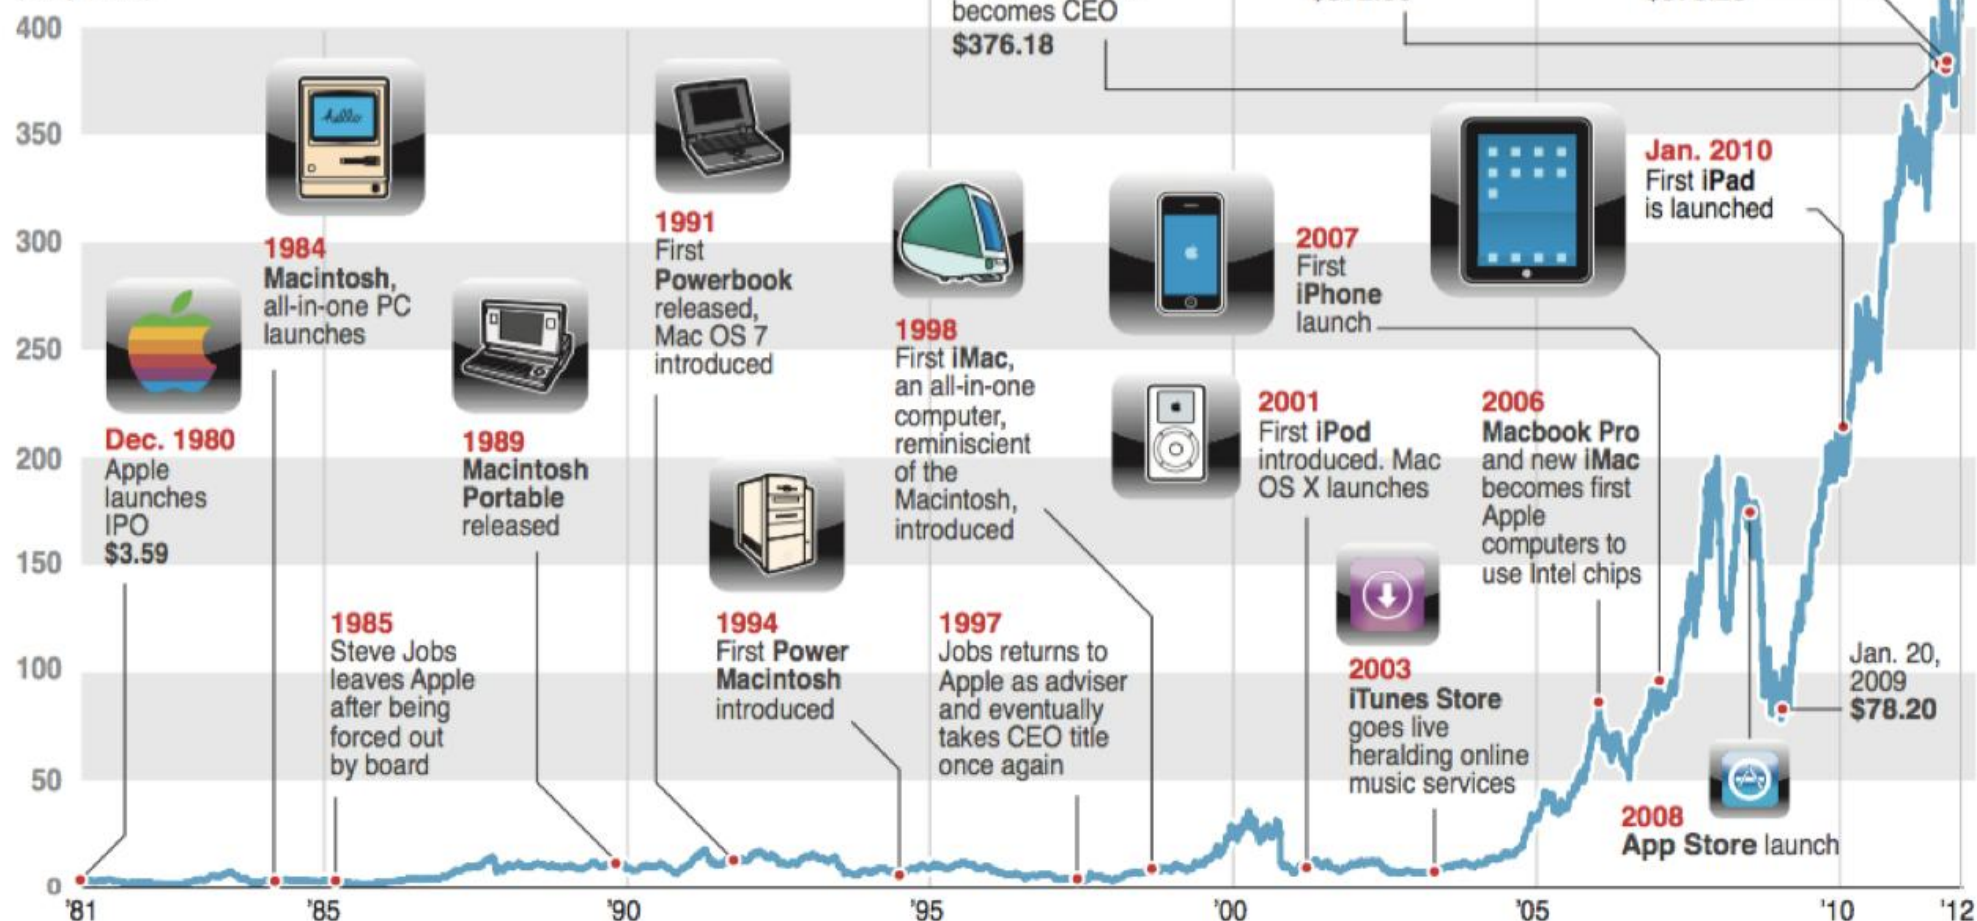 becomes CEO
$376.18
400
350
300
250
200
150
100
50
0
hello
Dec. 1980
Apple
launches
IPO
$3.59
1984
Macintosh,
all-in-one PC
launches
1985
Steve Jobs
leaves Apple
after being
forced out
by board
1989
Macintosh
Portable
released
1991
First
Powerbook
released,
Mac OS 7
introduced
1994
First Power
Macintosh
introduced
1997
Jobs returns to
Apple as adviser
and eventually
takes CEO title
once again
1998
First iMac,
an all-in-one
computer,
reminiscient
of the
Macintosh,
introduced
2001
First iPod
introduced. Mac
OS X launches
2003
iTunes Store
goes live
heralding online
music services
2006
Macbook Pro
and new iMac
becomes first
Apple
computers to
use Intel chips
2007
First
iPhone
launch
2008
App Store launch
Jan. 20,
2009
$78.20
Jan. 2010
First iPad
is launched
'81
'85
'90
'95
'00
'05
'10
'12